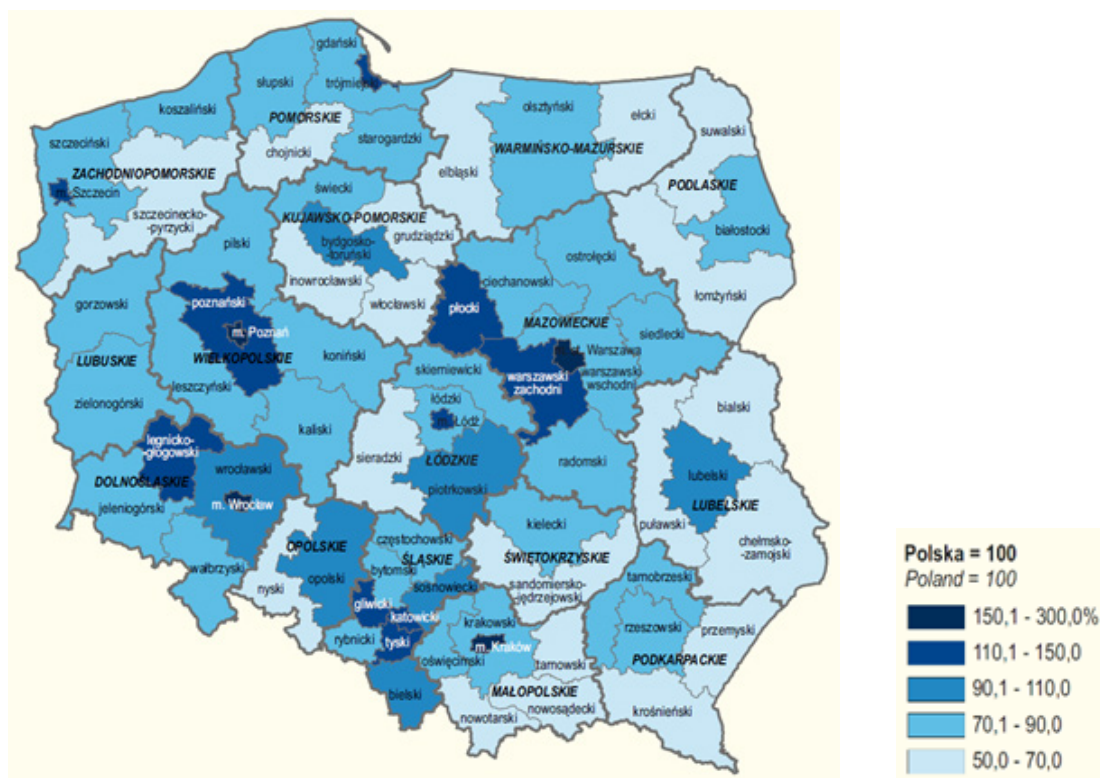 gdański
trójmiejski
słupski
koszaliński
POMORSKIE
starogardzki
chojnicki
szczeciński
ZACHODNIOPOMORSKIE
m. Szczecin
szczecinecko-
-pyrzycki
olsztyński
ełcki
suwalski
WARMIŃSKO-MAZURSKIE
elbląski
PODLASKIE
białostocki
łomżyński
świecki
KUJAWSKO-POMORSKIE
grudziądzki
bydgosko-
-toruński
inowrocławski
włocławski
pilski
ostrołęcki
ciechanowski
gorzowski
poznański
m. Poznań
płocki
MAZOWIECKIE
siedlecki
LUBUSKIE
WIELKOPOLSKIE
koniński
st. Warszawa
warszawski
wschodni
skierniewicki
warszawski
zachodni
leszczyński
zielonogórski
łódzki
m. Łódź
bialski
kaliski
legnicko-
-głogowski
sieradzki
ŁÓDZKIE
radomski
wrocławski
lubelski
DOLNOŚLĄSKIE
piotrkowski
LUBELSKIE
jeleniogórski
m. Wrocław
puławski
kielecki
chełmsko-
-zamojski
OPOLSKIE
częstochowski
ŚLĄSKIE
ŚWIĘTOKRZYSKIE
wałbrzyski
nyski
opolski
bytomski
sosnowiecki
sandomiersko-
-jędrzejowski
tarnobrzeski
gliwicki
katowicki
krakowski
rzeszowski
przemyski
rybnicki
tyski
m. Kraków
oświęcimski
tarnowski
PODKARPACKIE
bielski
MAŁOPOLSKIE
nowosądecki
nowotarski
krośnieński
Polska = 100
Poland = 100
150,1 - 300,0%
110,1 - 150,0
90,1 - 110,0
70,1 - 90,0
50,0 - 70,0